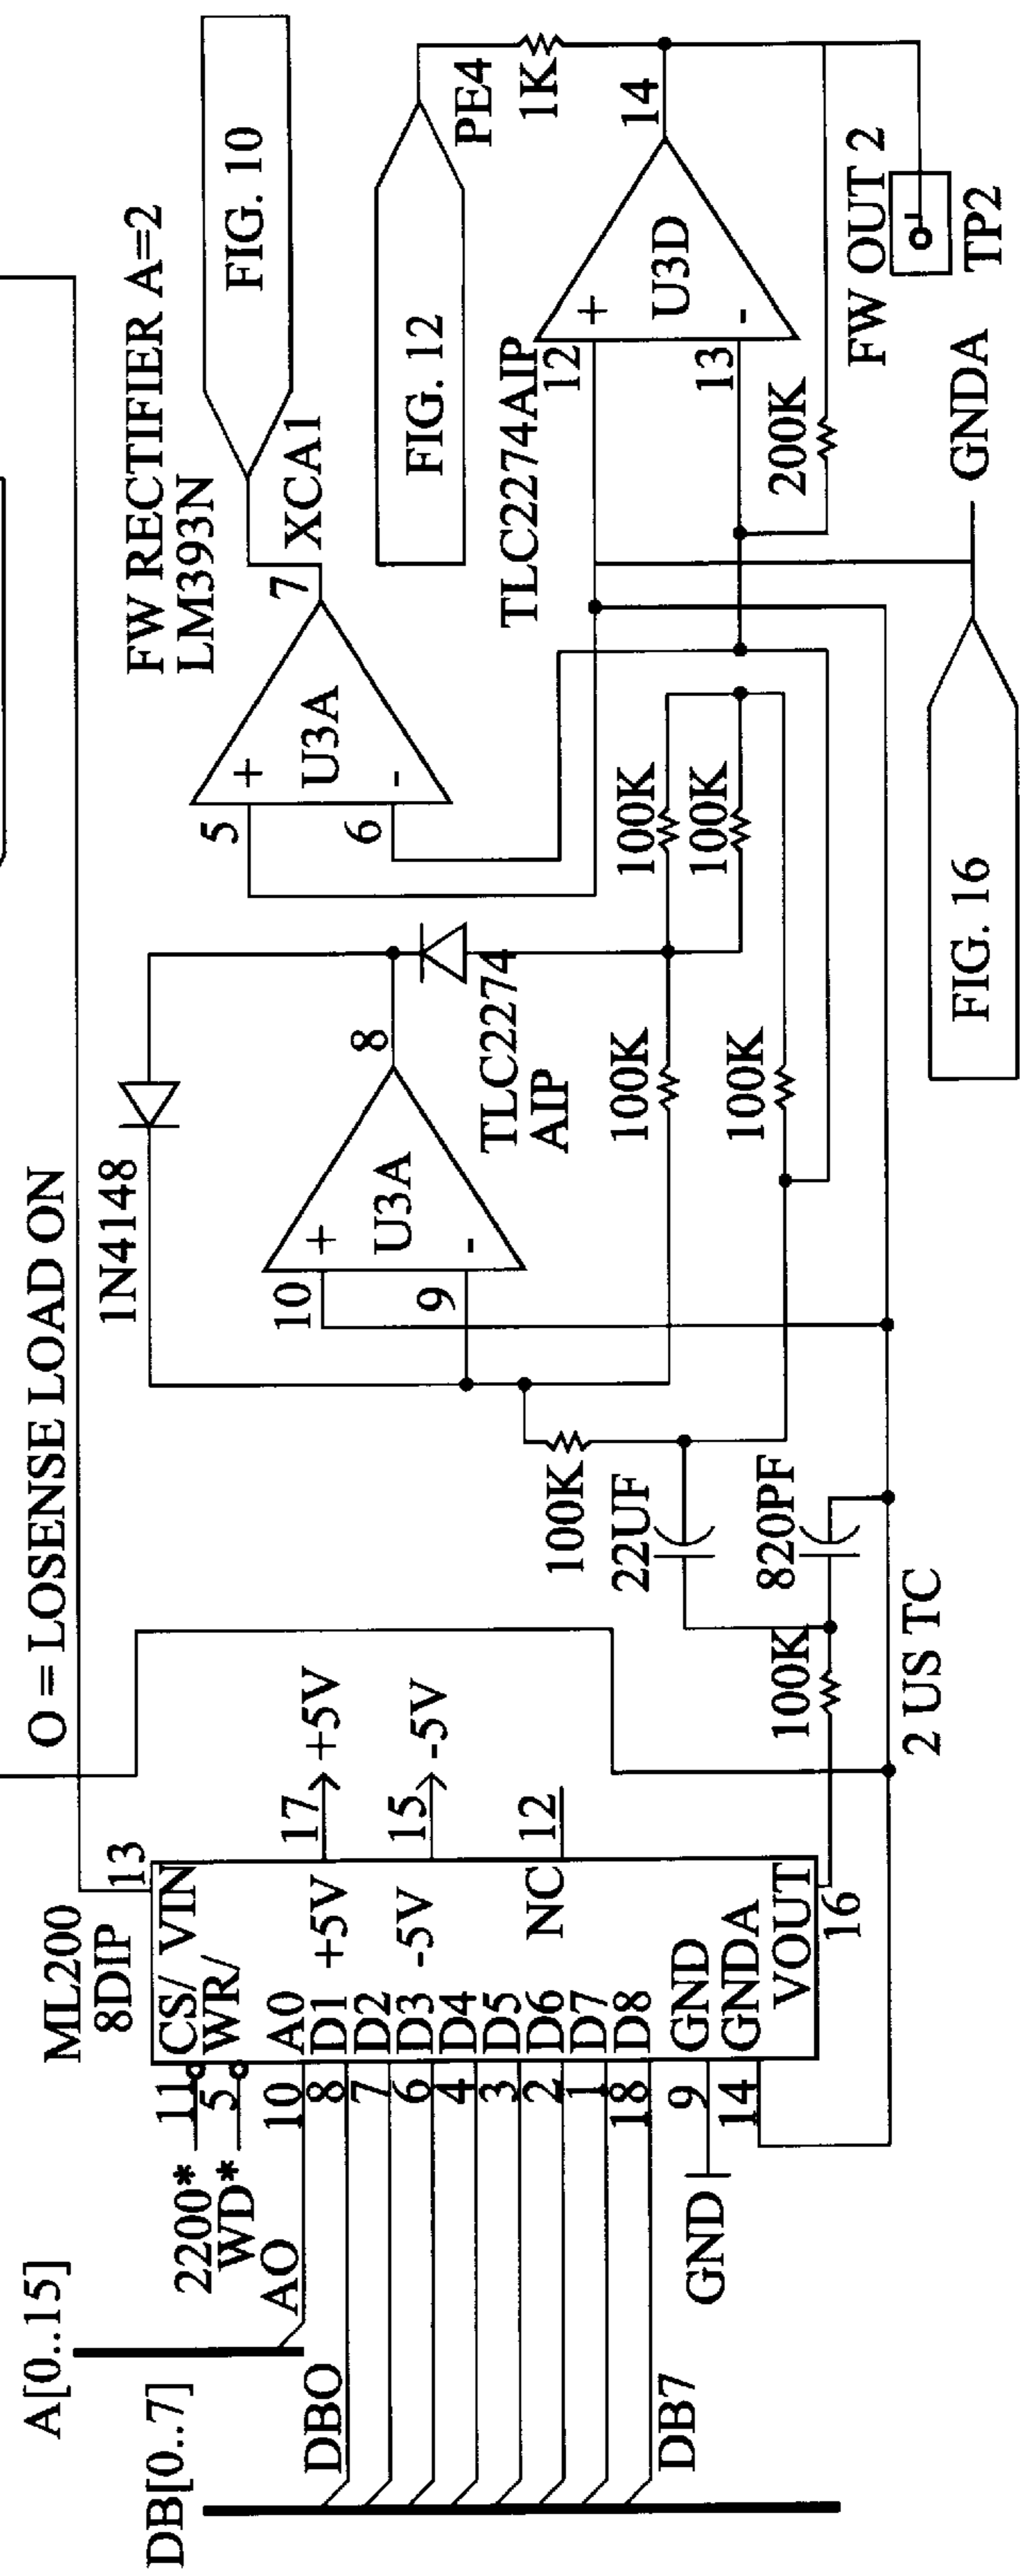 A[0..15]
DB[0..7]
2200*
WD*
AO
DBO
DB7
GND
ML200
8DIP
11
5
10
8
7
6
4
3
2
1
18
9
14
CS/ VIN
WR/
A0
D1
D2
D3
D4
D5
D6
D7
D8
GND
GNDA
VOUT
+5V
-5V
NC
13
17
+5V
15
-5V
12
16
O = LOSENSE LOAD ON
100K
2 US TC
820PF
22UF
100K
1N4148
10
9
+
-
U3A
8
TLC2274
AIP
100K
100K
100K
100K
FW RECTIFIER A=2
LM393N
5
6
+
-
U3A
7
XCA1
FIG. 10
FIG. 12
PE4
1K
TLC2274AIP
12
13
+
-
U3D
14
200K
FW OUT 2
TP2
GNDA
FIG. 16